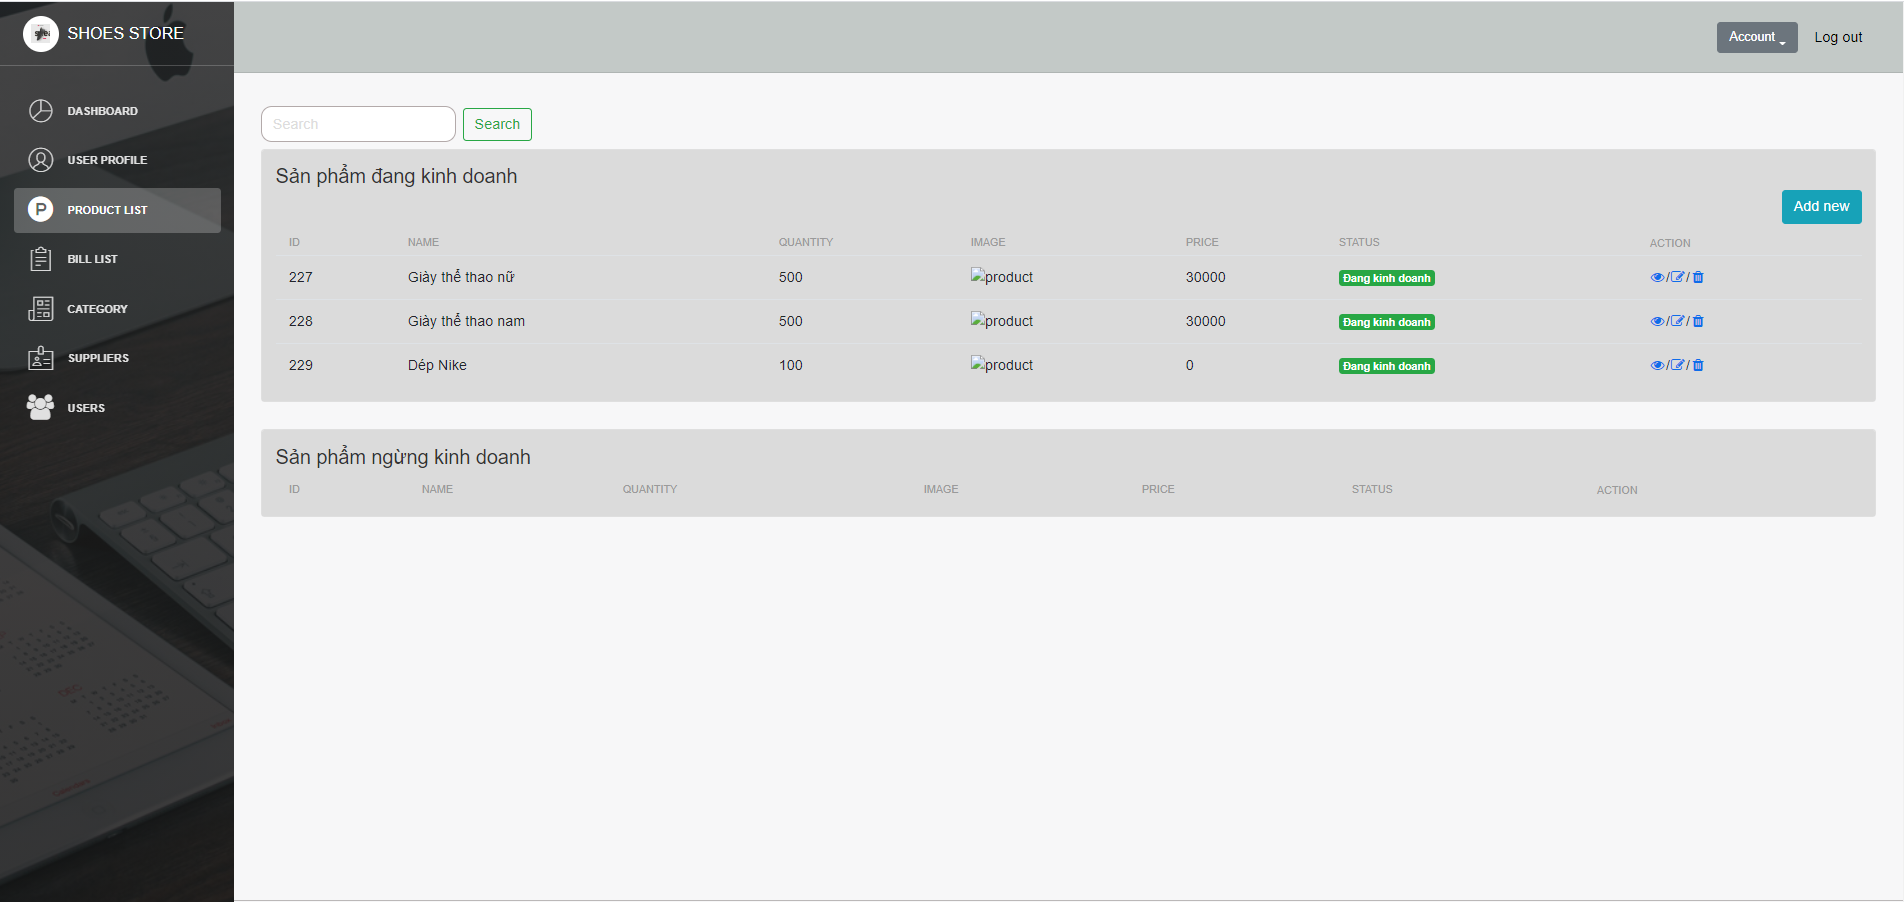 SHOES STORE
Account
Log out
DASHBOARD
USER PROFILE
PRODUCT LIST
BILL LIST
CATEGORY
SUPPLIERS
USERS
Search
Search
Sản phẩm đang kinh doanh
Add new
ID NAME QUANTITY IMAGE PRICE STATUS ACTION
227 Giày thể thao nữ 500 product 30000 Đang kinh doanh / /
228 Giày thể thao nam 500 product 30000 Đang kinh doanh / /
229 Dép Nike 100 product 0 Đang kinh doanh / /
Sản phẩm ngừng kinh doanh
ID NAME QUANTITY IMAGE PRICE STATUS ACTION
DEC